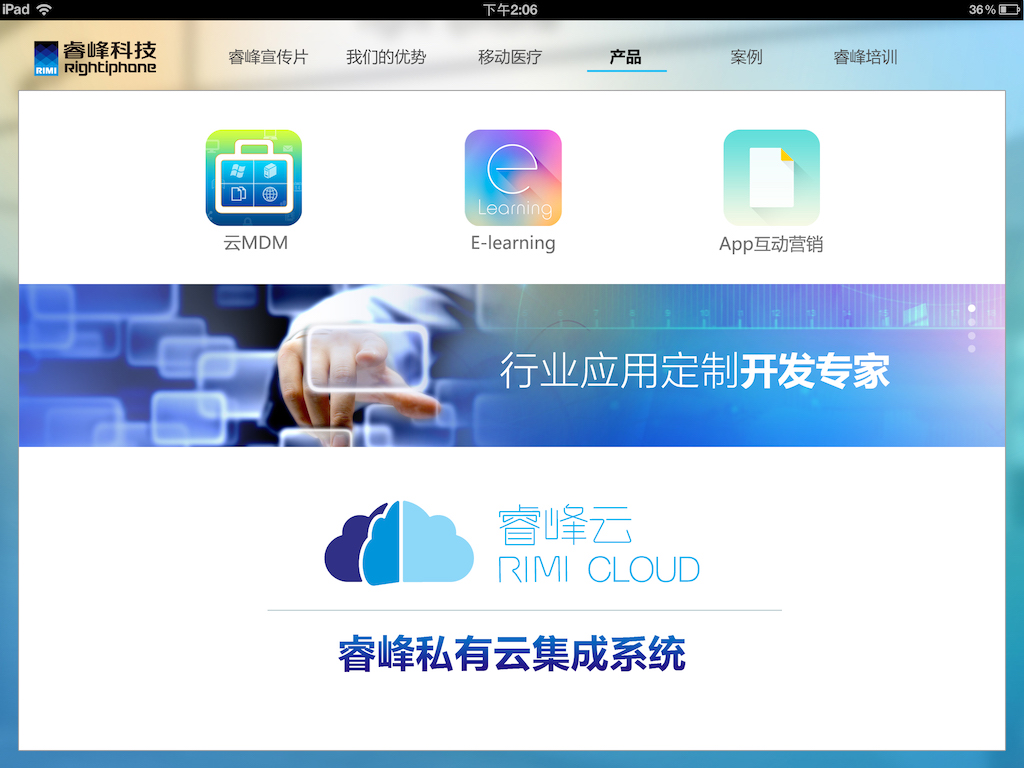 iPad 下午2:06 36%
RIMI 睿峰科技
Rightiphone
睿峰宣传片 我们的优势 移动医疗 产品 案例 睿峰培训
e
Learning
云MDM E-learning App互动营销
行业应用定制开发专家
睿峰云
RIMI CLOUD
睿峰私有云集成系统